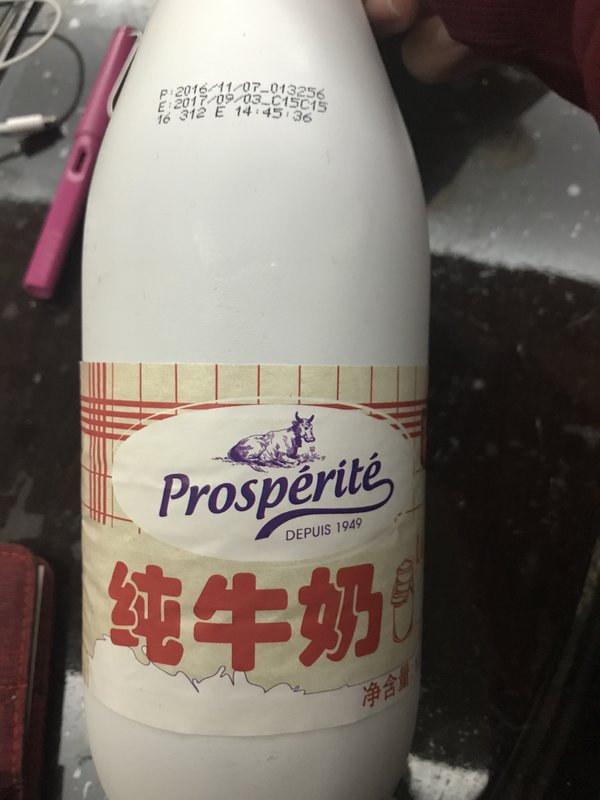 P:2016/11/07_013256
E:2017/09/03_C15C15
16 312 E 14:45:36
Prospérité
DEPUIS 1949
纯牛奶
净含量